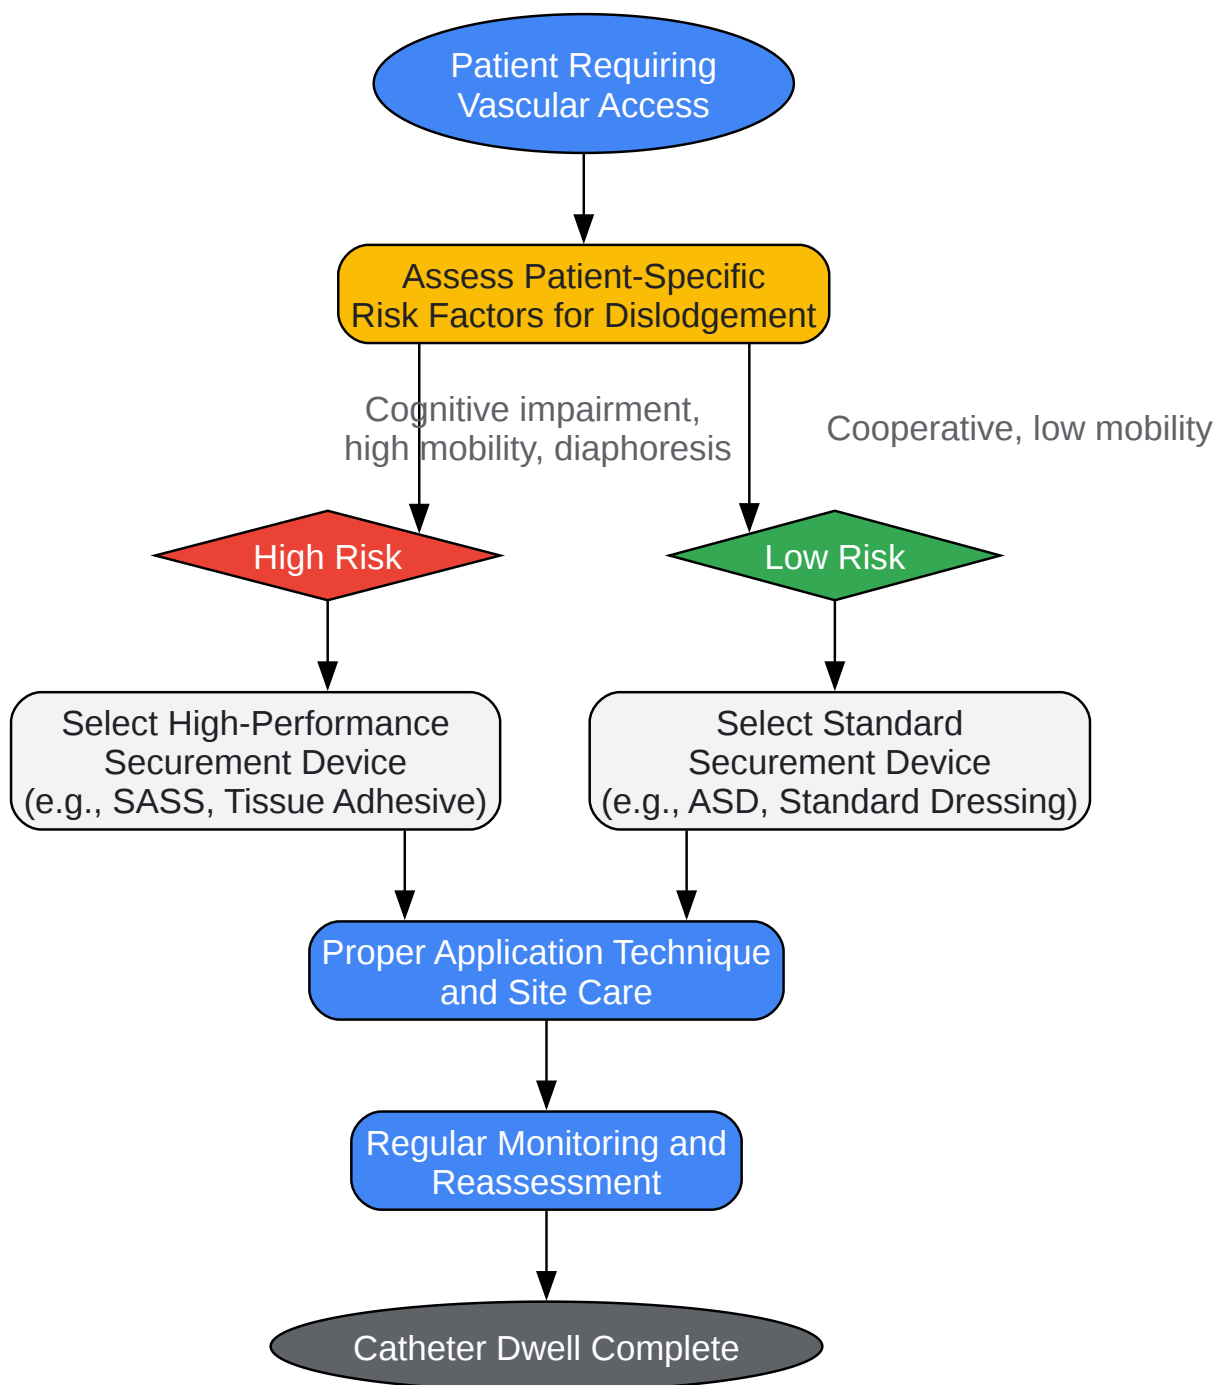 Patient Requiring
Vascular Access
Assess Patient-Specific
Risk Factors for Dislodgement
Cognitive impairment,
high mobility, diaphoresis
Cooperative, low mobility
High Risk
Low Risk
Select High-Performance
Securement Device
(e.g., SASS, Tissue Adhesive)
Select Standard
Securement Device
(e.g., ASD, Standard Dressing)
Proper Application Technique
and Site Care
Regular Monitoring and
Reassessment
Catheter Dwell Complete